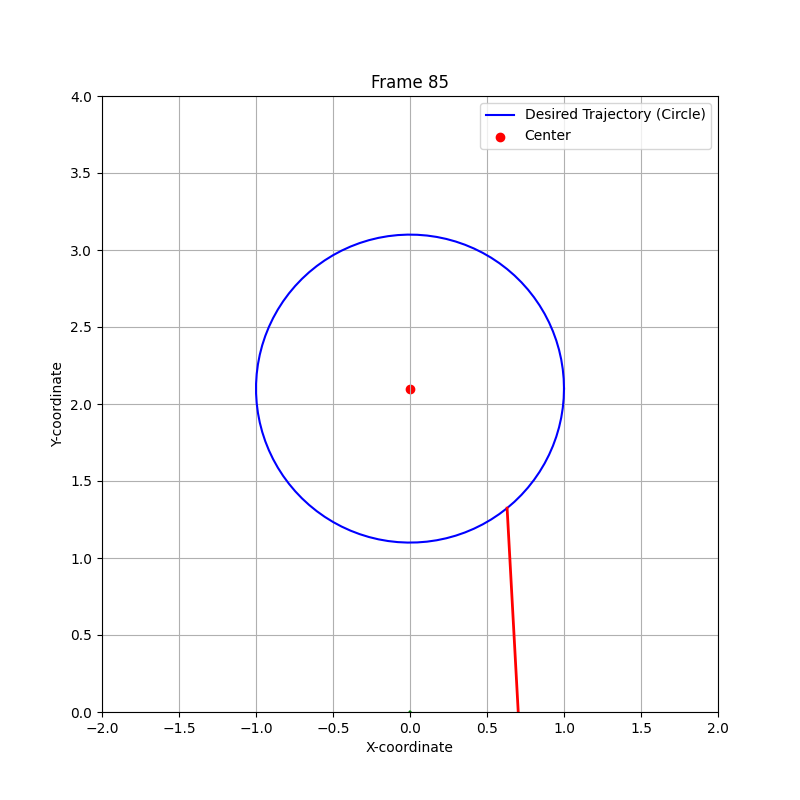 Frame 85
Desired Trajectory (Circle)
Center
4.0
3.5
3.0
2.5
2.0
1.5
1.0
0.5
0.0
Y-coordinate
−2.0 −1.5 −1.0 −0.5 0.0 0.5 1.0 1.5 2.0
X-coordinate